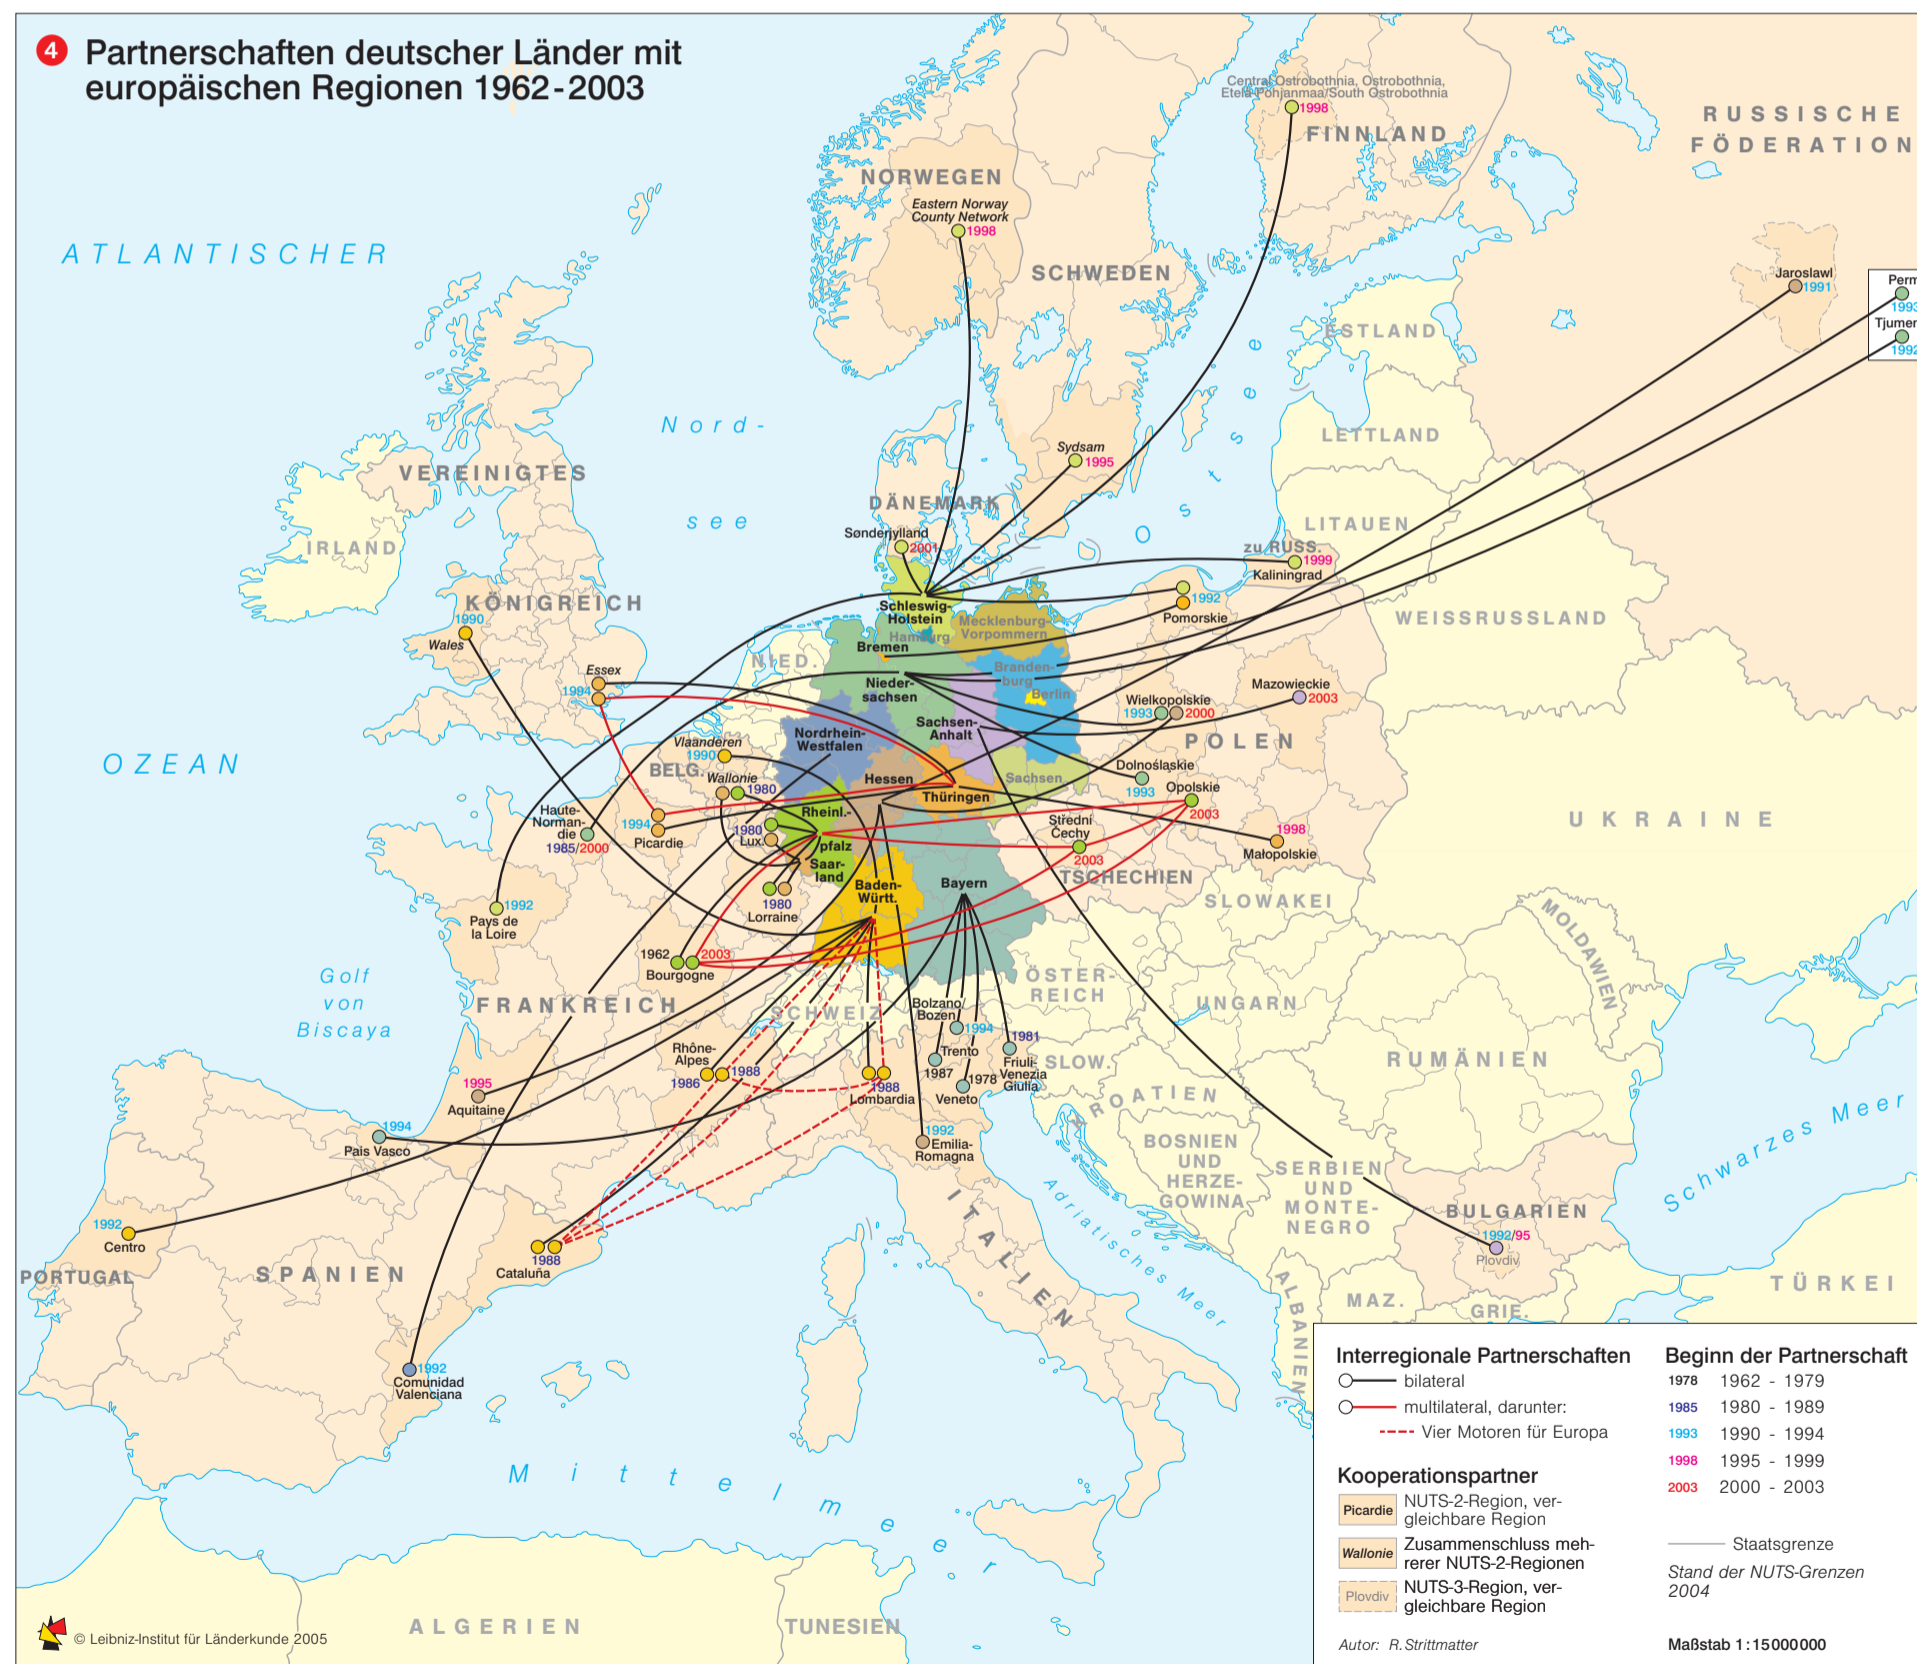 4 Partnerschaften deutscher Länder mit
europäischen Regionen 1962-2003
Central Ostrobothnia, Ostrobothnia,
Etelä-Pohjanmaa/South Ostrobothnia
1998
FINNLAND
RUSSISCHE
FÖDERATION
NORWEGEN
Eastern Norway
County Network
1998
ATLANTISCHER
SCHWEDEN
Jaroslawl
1991
Perm
1993
Tjumen
1992
ESTLAND
Nord-
see
Ostsee
LETTLAND
Sydsam
1995
VEREINIGTES
DÄNEMARK
LITAUEN
IRLAND
Sønderjylland
2001
zu RUSS.
1999
Kaliningrad
KÖNIGREICH
1990
Wales
Schleswig-
Holstein
Mecklenburg-
Vorpommern
Hamburg
Bremen
1992
Pomorskie
WEISSRUSSLAND
NIED.
Essex
1994
Nieder-
sachsen
Branden-
burg
Berlin
Mazowieckie
2003
Wielkopolskie
1993
2000
Sachsen-
Anhalt
POLEN
OZEAN
Nordrhein-
Westfalen
Vlaanderen
1990
BELG.
Wallonie
1980
Hessen
Thüringen
Sachsen
Dolnośląskie
1993
Opolskie
2003
Haute-
Norman-
die
1985/2000
1994
Picardie
1980
Lux.
Rheinl.-
pfalz
Saar-
land
Střední
Čechy
2003
1998
Małopolskie
UKRAINE
TSCHECHIEN
Baden-
Württ.
Bayern
1980
Lorraine
SLOWAKEI
MOLDAWIEN
1992
Pays de
la Loire
1962
2003
Bourgogne
Golf
von
Biscaya
FRANKREICH
SCHWEIZ
ÖSTER-
REICH
UNGARN
Bolzano/
Bozen
1994
Trento
1987
1981
Friuli-
Venezia
Giulia
1978
Veneto
SLOW.
RUMÄNIEN
Rhône-
Alpes
1986
1988
1988
Lombardia
KROATIEN
1995
Aquitaine
1994
Pais Vasco
1992
Emilia-
Romagna
BOSNIEN
UND
HERZE-
GOWINA
SERBIEN
UND
MONTE-
NEGRO
Schwarzes Meer
Adriatisches Meer
ITALIEN
BULGARIEN
1992/95
Plovdiv
1992
Centro
PORTUGAL
SPANIEN
1988
Cataluña
ALBANIEN
MAZ.
GRIE.
TÜRKEI
1992
Comunidad
Valenciana
Mittelmeer
ALGERIEN
TUNESIEN
© Leibniz-Institut für Länderkunde 2005
Interregionale Partnerschaften
bilateral
multilateral, darunter:
Vier Motoren für Europa
Kooperationspartner
Picardie NUTS-2-Region, ver-
gleichbare Region
Wallonie Zusammenschluss meh-
rerer NUTS-2-Regionen
Plovdiv NUTS-3-Region, ver-
gleichbare Region
Autor: R. Strittmatter
Beginn der Partnerschaft
1978 1962 - 1979
1985 1980 - 1989
1993 1990 - 1994
1998 1995 - 1999
2003 2000 - 2003
Staatsgrenze
Stand der NUTS-Grenzen
2004
Maßstab 1:15000000